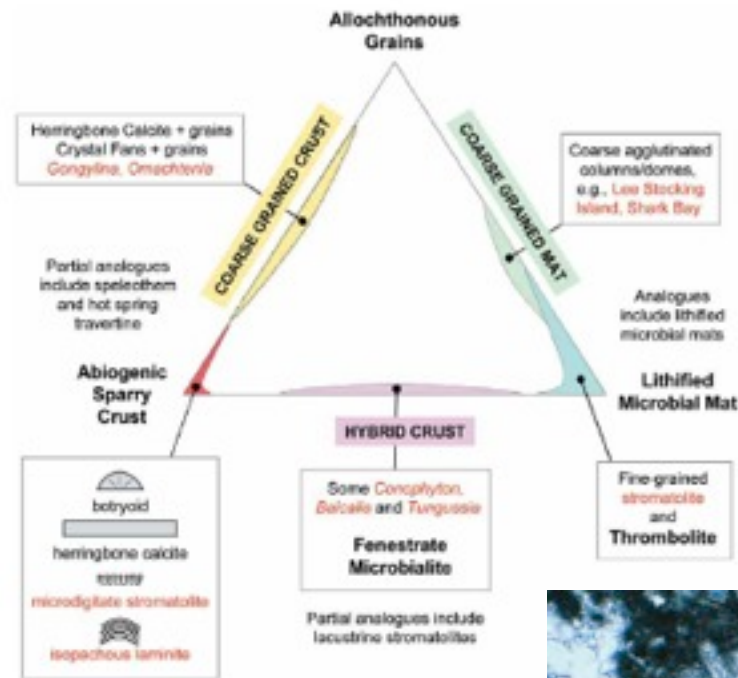 Allochthonous
Grains
Herringbone Calcite + grains
Crystal Fans + grains
Gongylina, Omachtenia
COARSE GRAINED CRUST
COARSE GRAINED MAT
Coarse agglutinated
columns/domes,
e.g., Lee Stocking
Island, Shark Bay
Partial analogues
include speleothem
and hot spring
travertine
Analogues
include lithified
microbial mats
Abiogenic
Sparry
Crust
Lithified
Microbial Mat
HYBRID CRUST
botryoid
herringbone calcite
microdigitate stromatolite
isopachous laminite
Some Conophyton,
Baicalia and Tungussia
Fenestrate
Microbialite
Fine-grained
stromatolite
and
Thrombolite
Partial analogues include
lacustrine stromatolites